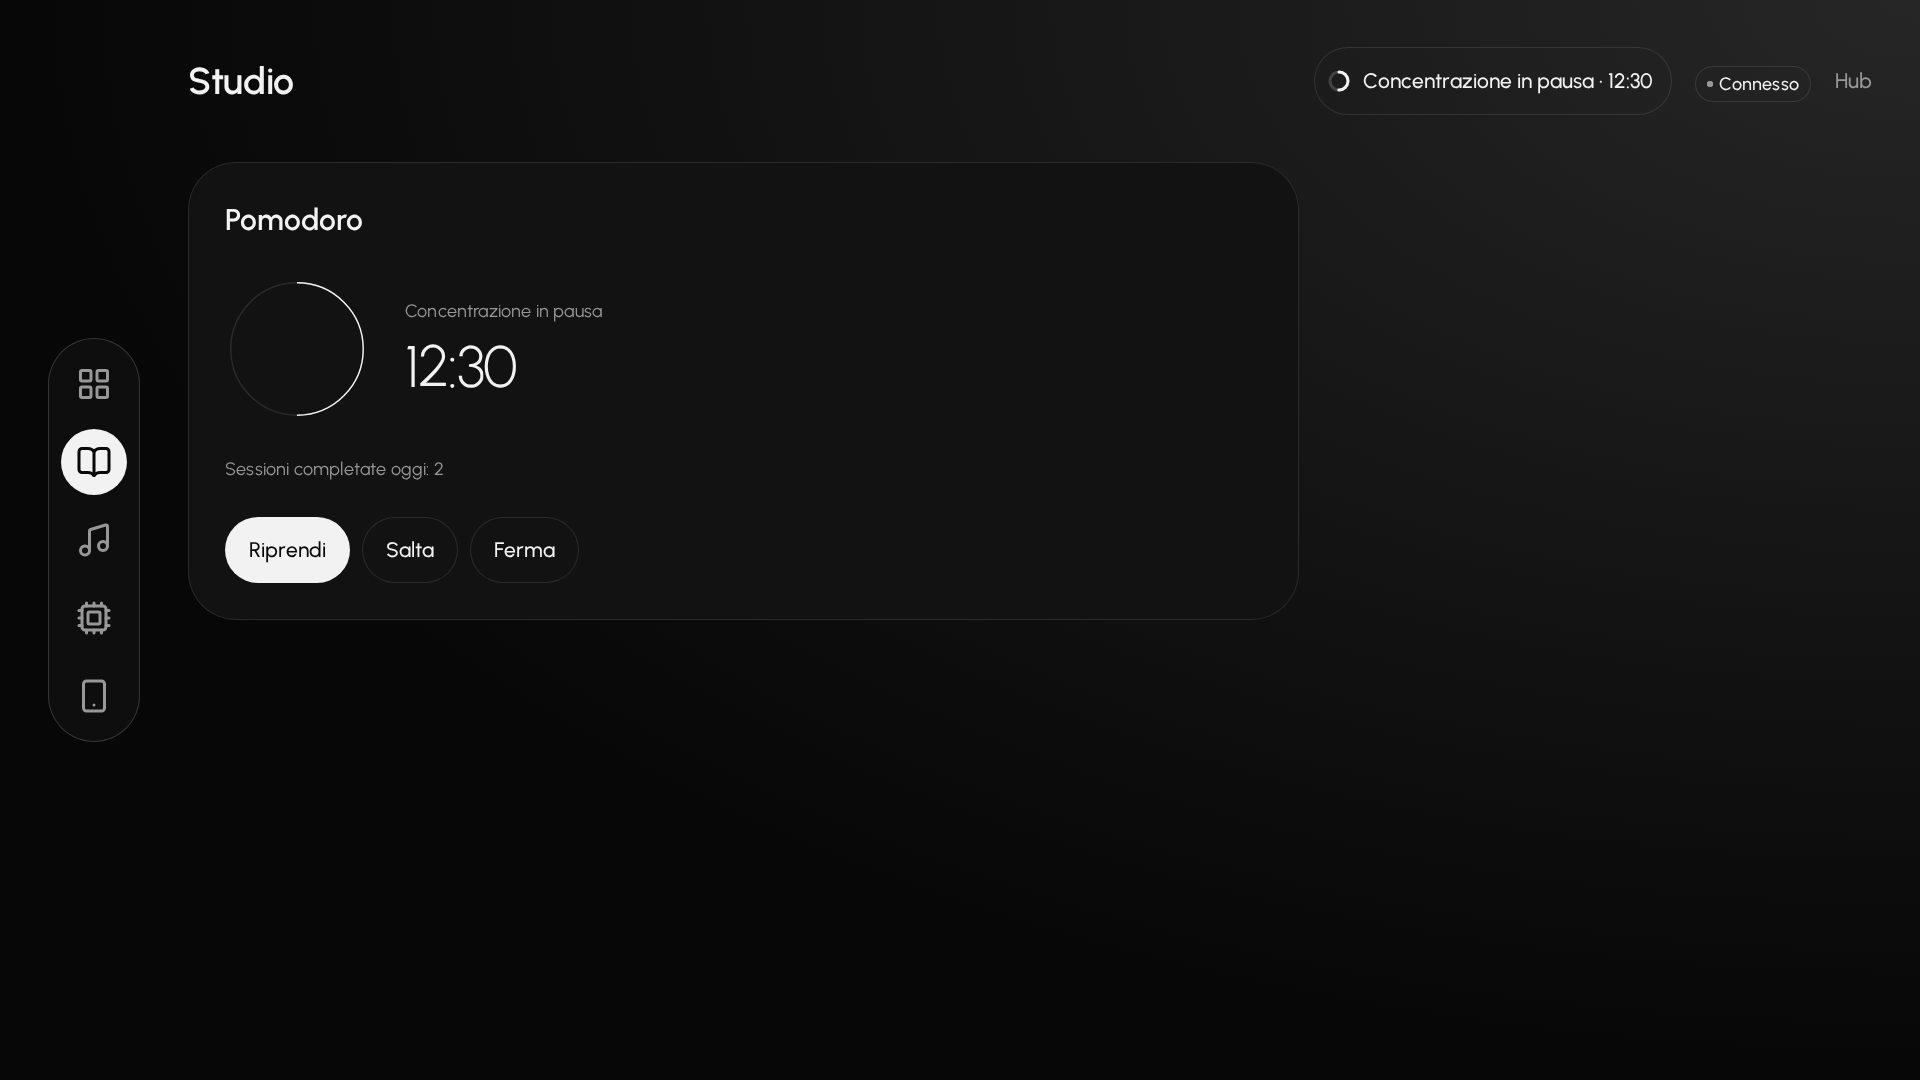 Studio
Concentrazione in pausa · 12:30
Connesso
Hub
Pomodoro
Concentrazione in pausa
12:30
Sessioni completate oggi: 2
Riprendi
Salta
Ferma